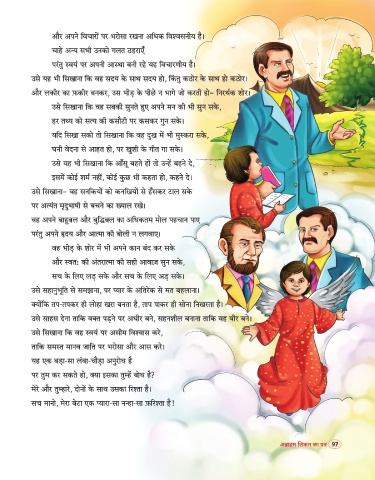 और अपने विचारों पर भरोसा रखना अधिक विश्वसनीय है।
चाहे अन्य सभी उनको गलत ठहराएँ
परंतु स्वयं पर अपनी आस्था बनी रहे यह विचारणीय है।
उसे यह भी सिखाना कि वह सदय के साथ सदय हो, किंतु कठोर के साथ हो कठोर।
और लकीर का फ़कीर बनकर, उस भीड़ के पीछे न भागे जो करती हो– निरर्थक शोर।
उसे सिखाना कि वह सबकी सुनते हुए अपने मन की भी सुन सके,
हर तथ्य को सत्य की कसौटी पर कसकर गुन सके।
यदि सिखा सको तो सिखाना कि वह दुख में भी मुस्करा सके,
घनी वेदना से आहत हो, पर खुशी के गीत गा सके।
उसे यह भी सिखाना कि आँसू बहते हों तो उन्हें बहने दे,
इसमें कोई शर्म नहीं, कोई कुछ भी कहता हो, कहने दे।
उसे सिखाना– वह सनकियों को कनखियों से हँसकर टाल सके
पर अत्यंत मृदुभाषी से बचने का ख्याल रखे।
वह अपने बाहुबल और बुद्धिबल का अधिकतम मोल पहचान पाए
परंतु अपने हृदय और आत्मा की बोली न लगवाए।
वह भीड़ के शोर में भी अपने कान बंद कर सके
और स्वतः की अंतरात्मा की सही आवाज़ सुन सके,
सच के लिए लड़ सके और सच के लिए अड़ सके।
उसे सहानुभूति से समझाना, पर प्यार के अतिरेक से मत बहलाना।
क्योंकि तप-तपकर ही लोहा खरा बनता है, ताप पाकर ही सोना निखरता है।
उसे साहस देना ताकि वक्त पड़ने पर अधीर बने, सहनशील बनाना ताकि वह वीर बने।
उसे सिखाना कि वह स्वयं पर असीम विश्वास करे,
ताकि समस्त मानव जाति पर भरोसा और आस करे।
यह एक बड़ा-सा लंबा-चौड़ा अनुरोध है
पर तुम कर सकते हो, क्या इसका तुम्हें बोध है?
मेरे और तुम्हारे, दोनों के साथ उसका रिश्ता है।
सच मानो, मेरा बेटा एक प्यारा-सा नन्हा-सा फ़रिश्ता है!
अब्राहम लिंकन का पत्र 97